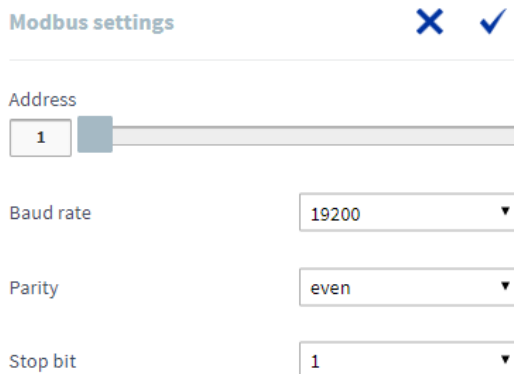 Modbus settings
Address
1
Baud rate 19200
Parity even
Stop bit 1